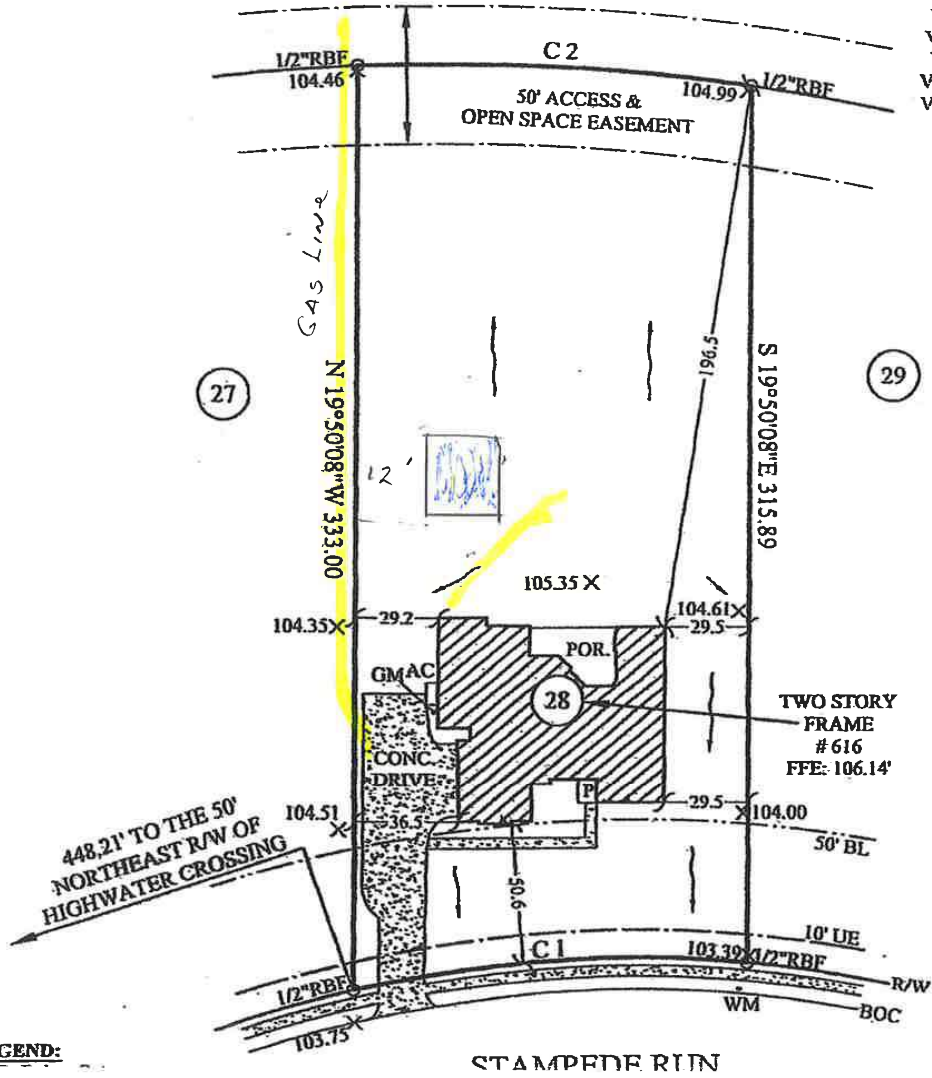 1/2"RBF
104.46
C 2
104.99
1/2"RBF
50' ACCESS &
OPEN SPACE EASEMENT
GAS LINE
N 19°50'08"W 333.00
196.5
S 19°50'08"E 315.89
27
29
12'
105.35
104.35
29.2
104.61
29.5
POR.
GM
AC
28
TWO STORY
FRAME
# 616
FFE: 106.14'
CONC.
DRIVE
P
104.51
36.5
29.5
104.00
50' BL
448.21' TO THE 50'
NORTHEAST R/W OF
HIGHWATER CROSSING
50.6
10' UE
C 1
103.39
1/2"RBF
1/2"RBF
R/W
WM
BOC
103.75
GEND:
STAMPEDE RUN